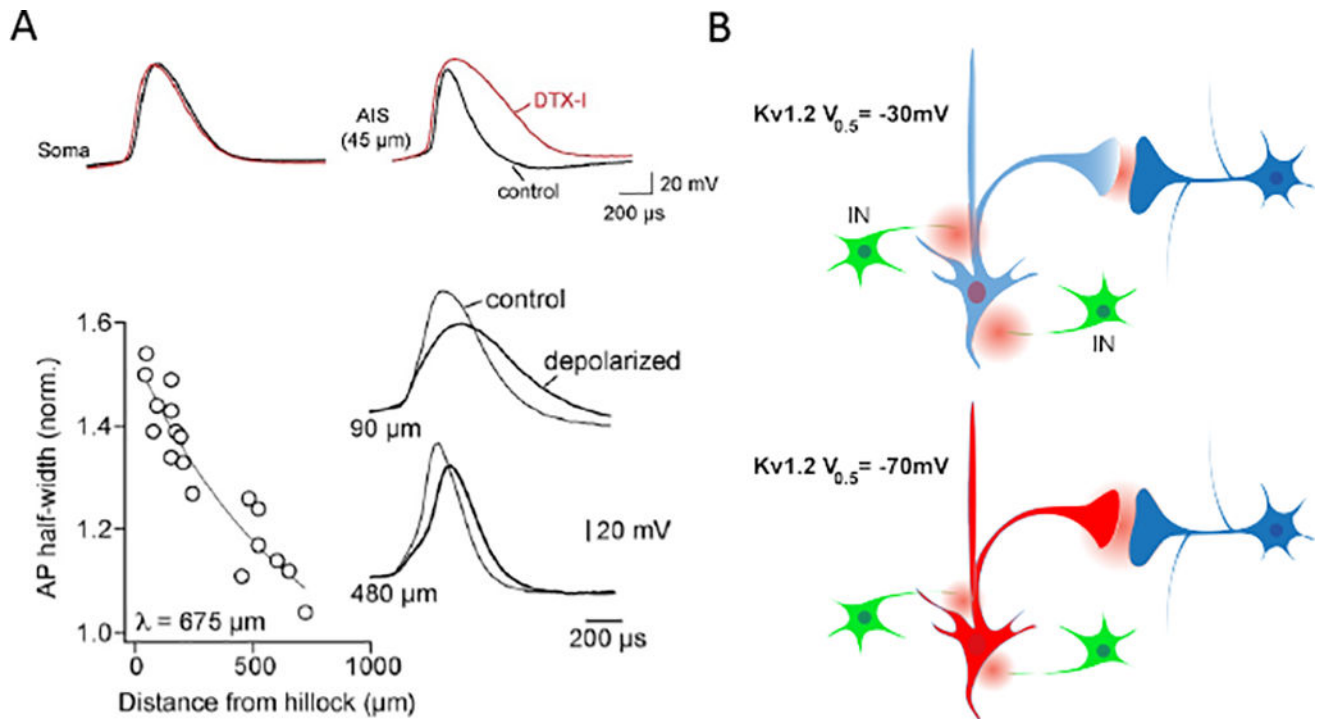 A
Soma
AIS
(45 µm)
DTX-I
control
20 mV
200 µs
AP half-width (norm.)
1.6
1.4
1.2
1.0
λ = 675 µm
0
500
1000
Distance from hillock (µm)
control
depolarized
90 µm
480 µm
20 mV
200 µs
B
Kv1.2 V0.5= -30mV
IN
IN
Kv1.2 V0.5= -70mV